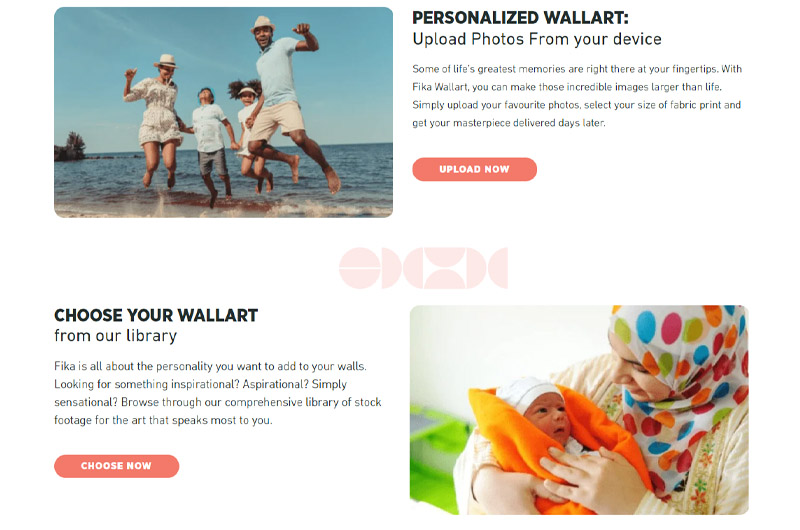 PERSONALIZED WALLART:
Upload Photos From your device
Some of life's greatest memories are right there at your fingertips. With
Fika Wallart, you can make those incredible images larger than life.
Simply upload your favourite photos, select your size of fabric print and
get your masterpiece delivered days later.
UPLOAD NOW
CHOOSE YOUR WALLART
from our library
Fika is all about the personality you want to add to your walls.
Looking for something inspirational? Aspirational? Simply
sensational? Browse through our comprehensive library of stock
footage for the art that speaks most to you.
CHOOSE NOW